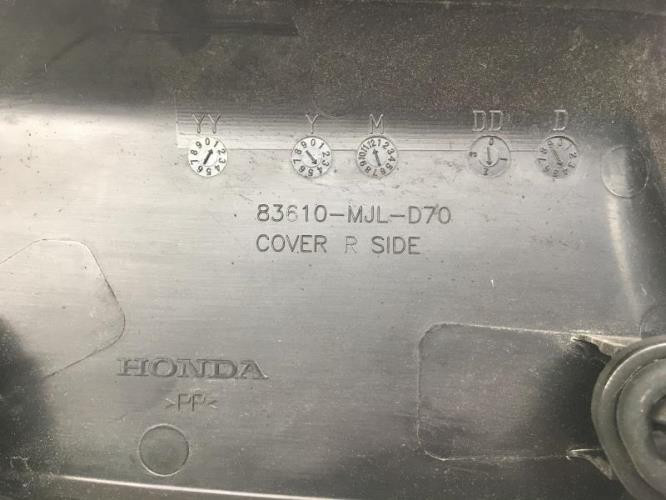 YY Y M DD D
83610-MJL-D70
COVER R SIDE
HONDA
>PP<